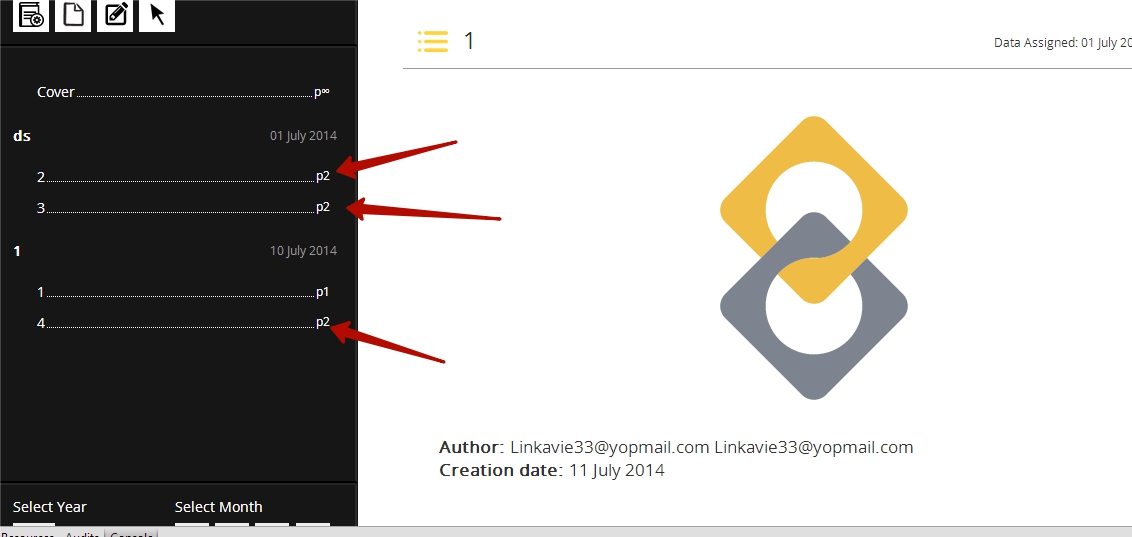 Cover p∞
ds 01 July 2014
2 p2
3 p2
1 10 July 2014
1 p1
4 p2
Select Year Select Month
Resources Audits Console
1
Data Assigned: 01 July
Author: Linkavie33@yopmail.com Linkavie33@yopmail.com
Creation date: 11 July 2014